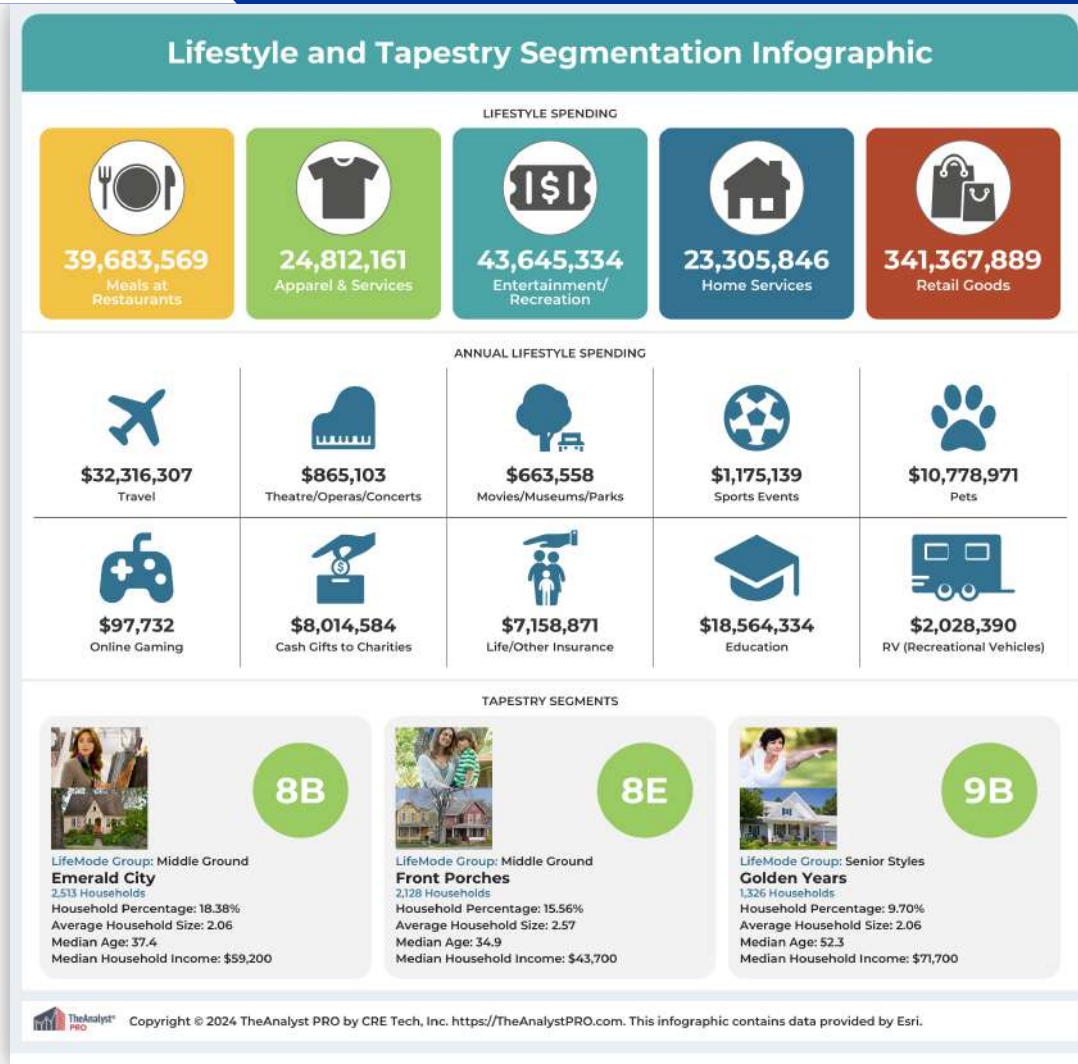 Lifestyle and Tapestry Segmentation Infographic
LIFESTYLE SPENDING
39,683,569
Meals at
Restaurants
24,812,161
Apparel & Services
43,645,334
Entertainment/
Recreation
23,305,846
Home Services
341,367,889
Retail Goods
ANNUAL LIFESTYLE SPENDING
$32,316,307
Travel
$865,103
Theatre/Operas/Concerts
$663,558
Movies/Museums/Parks
$1,175,139
Sports Events
$10,778,971
Pets
$97,732
Online Gaming
$8,014,584
Cash Gifts to Charities
$7,158,871
Life/Other Insurance
$18,564,334
Education
$2,028,390
RV (Recreational Vehicles)
TAPESTRY SEGMENTS
8B
LifeMode Group: Middle Ground
Emerald City
2,513 Households
Household Percentage: 18.38%
Average Household Size: 2.06
Median Age: 37.4
Median Household Income: $59,200
8E
LifeMode Group: Middle Ground
Front Porches
2,128 Households
Household Percentage: 15.56%
Average Household Size: 2.57
Median Age: 34.9
Median Household Income: $43,700
9B
LifeMode Group: Senior Styles
Golden Years
1,326 Households
Household Percentage: 9.70%
Average Household Size: 2.06
Median Age: 52.3
Median Household Income: $71,700
TheAnalyst®
PRO
Copyright © 2024 TheAnalyst PRO by CRE Tech, Inc. https://TheAnalystPRO.com. This infographic contains data provided by Esri.